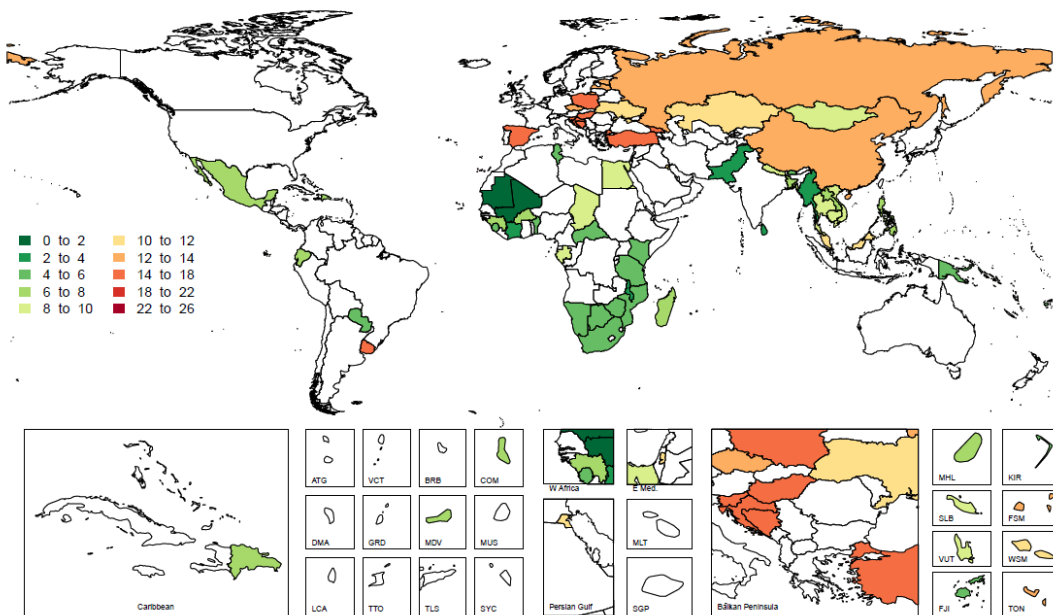 0 to 2
2 to 4
4 to 6
6 to 8
8 to 10
10 to 12
12 to 14
14 to 18
18 to 22
22 to 26
Caribbean
ATG
VCT
BRB
COM
DMA
GRD
MDV
MUS
LCA
TTO
TLS
SYC
W Africa
E Med.
Persian Gulf
MLT
SGP
Balkan Peninsula
MHL
KIR
SLB
FSM
VUT
WSM
FJI
TON